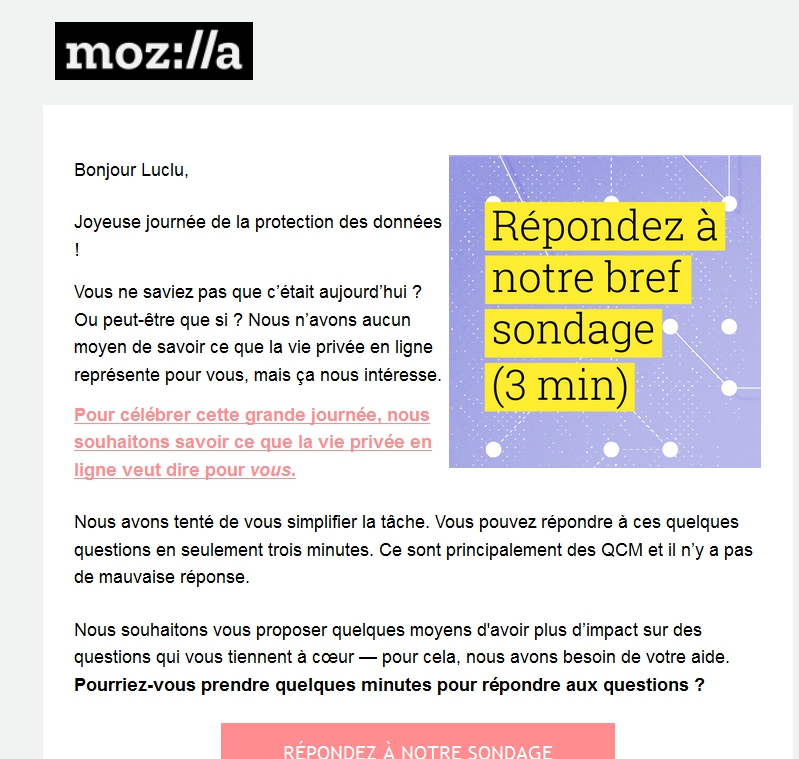 moz://a
Bonjour Luclu,
Joyeuse journée de la protection des données
!
Vous ne saviez pas que c’était aujourd’hui ?
Ou peut-être que si ? Nous n’avons aucun
moyen de savoir ce que la vie privée en ligne
représente pour vous, mais ça nous intéresse.
Pour célébrer cette grande journée, nous
souhaitons savoir ce que la vie privée en
ligne veut dire pour vous.
Répondez à
notre bref
sondage
(3 min)
Nous avons tenté de vous simplifier la tâche. Vous pouvez répondre à ces quelques
questions en seulement trois minutes. Ce sont principalement des QCM et il n’y a pas
de mauvaise réponse.
Nous souhaitons vous proposer quelques moyens d'avoir plus d’impact sur des
questions qui vous tiennent à cœur — pour cela, nous avons besoin de votre aide.
Pourriez-vous prendre quelques minutes pour répondre aux questions ?
RÉPONDEZ À NOTRE SONDAGE